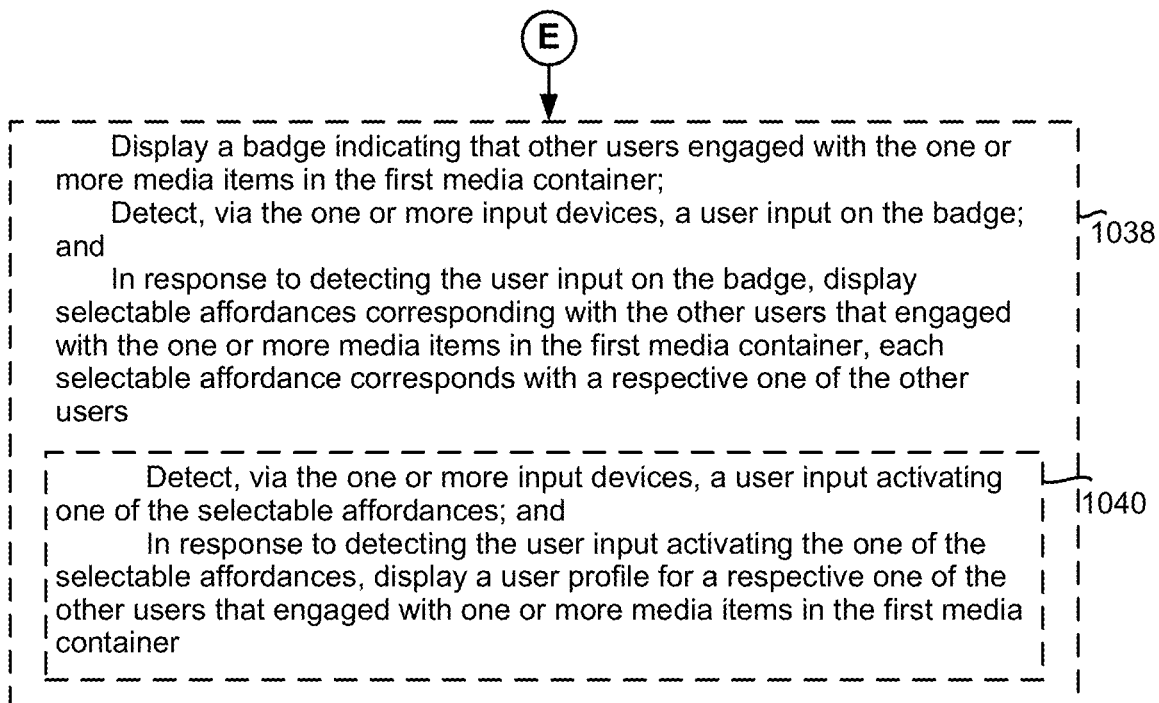 E
Display a badge indicating that other users engaged with the one or
more media items in the first media container;
Detect, via the one or more input devices, a user input on the badge;
and
In response to detecting the user input on the badge, display
selectable affordances corresponding with the other users that engaged
with the one or more media items in the first media container, each
selectable affordance corresponds with a respective one of the other
users
1038
Detect, via the one or more input devices, a user input activating
one of the selectable affordances; and
In response to detecting the user input activating the one of the
selectable affordances, display a user profile for a respective one of the
other users that engaged with one or more media items in the first media
container
1040